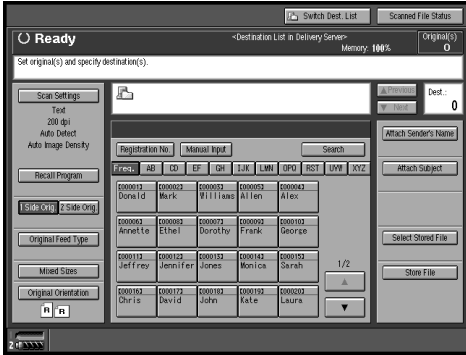 Switch Dest. List
Scanned File Status
Ready
<Destination List in Delivery Server>
Memory: 100%
Original(s)
0
Set original(s) and specify destination(s).
Scan Settings
Text
200 dpi
Auto Detect
Auto Image Density
Recall Program
1 Side Orig.
2 Side Orig.
Original Feed Type
Mixed Sizes
Original Orientation
R R
▲Previous
▼ Next
Dest.:
0
Registration No.
Manual Input
Search
Freq.
AB
CD
EF
GH
IJK
LMN
OPQ
RST
UVW
XYZ
[00001] [00002] [00003] [00005] [00004]
Donald Mark Williams Allen Alex
[00006] [00008] [00007] [00009] [00010]
Annette Ethel Dorothy Frank George
[00011] [00012] [00013] [00014] [00015]
Jeffrey Jennifer Jones Monica Sarah
[00016] [00017] [00018] [00019] [00020]
Chris David John Kate Laura
1/2
▲
▼
Attach Sender's Name
Attach Subject
Select Stored File
Store File
2